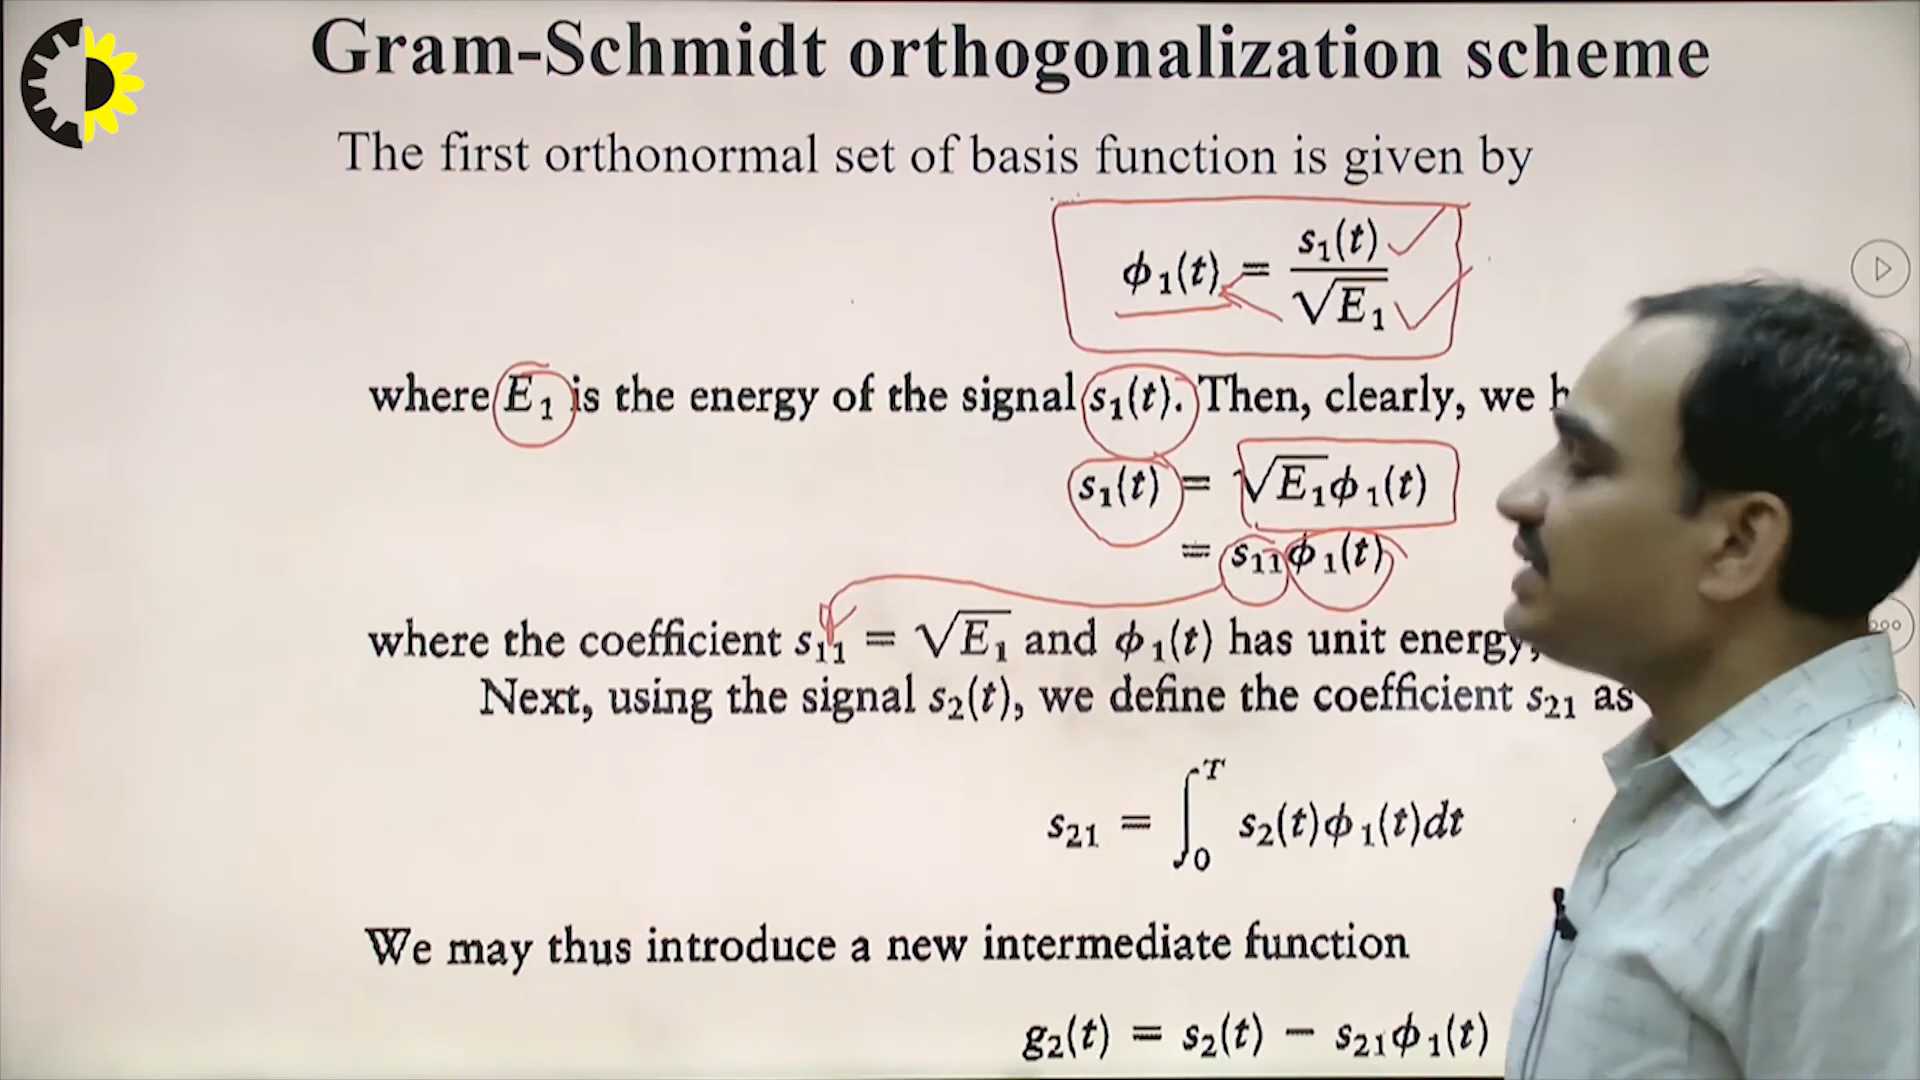 Gram-Schmidt orthogonalization scheme
The first orthonormal set of basis function is given by
ϕ₁(t) = s₁(t) / √E₁
where E₁ is the energy of the signal s₁(t). Then, clearly, we
s₁(t) = √E₁ϕ₁(t)
= s₁₁ϕ₁(t)
where the coefficient s₁₁ = √E₁ and ϕ₁(t) has unit energy,
Next, using the signal s₂(t), we define the coefficient s₂₁ as
s₂₁ = ∫₀ᵀ s₂(t)ϕ₁(t)dt
We may thus introduce a new intermediate function
g₂(t) = s₂(t) − s₂₁ϕ₁(t)